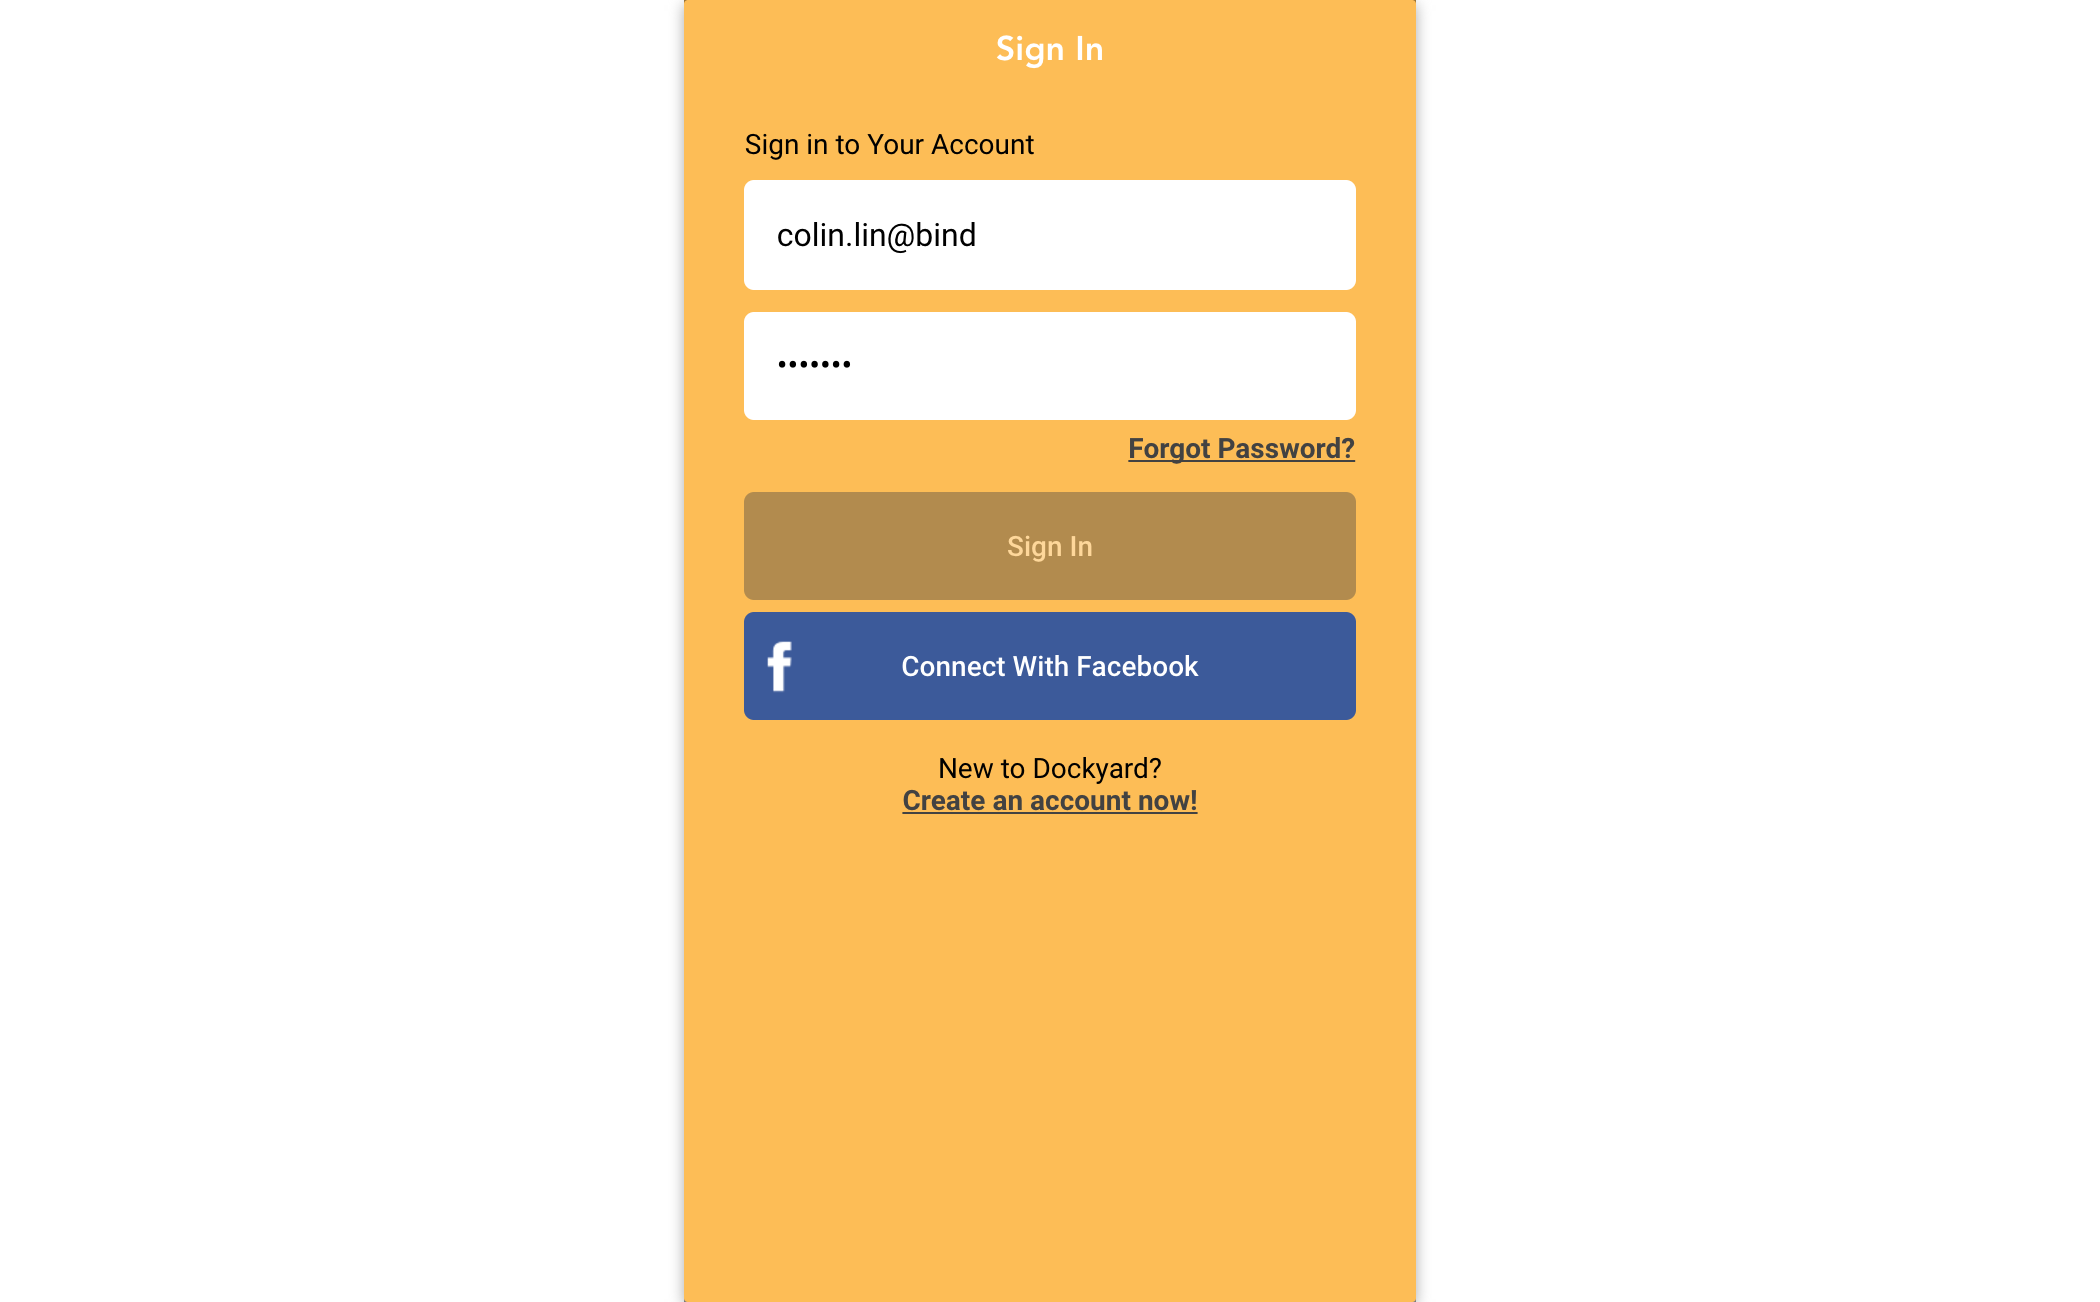 Sign In
Sign in to Your Account
colin.lin@bind
•••••••
Forgot Password?
Sign In
f Connect With Facebook
New to Dockyard?
Create an account now!